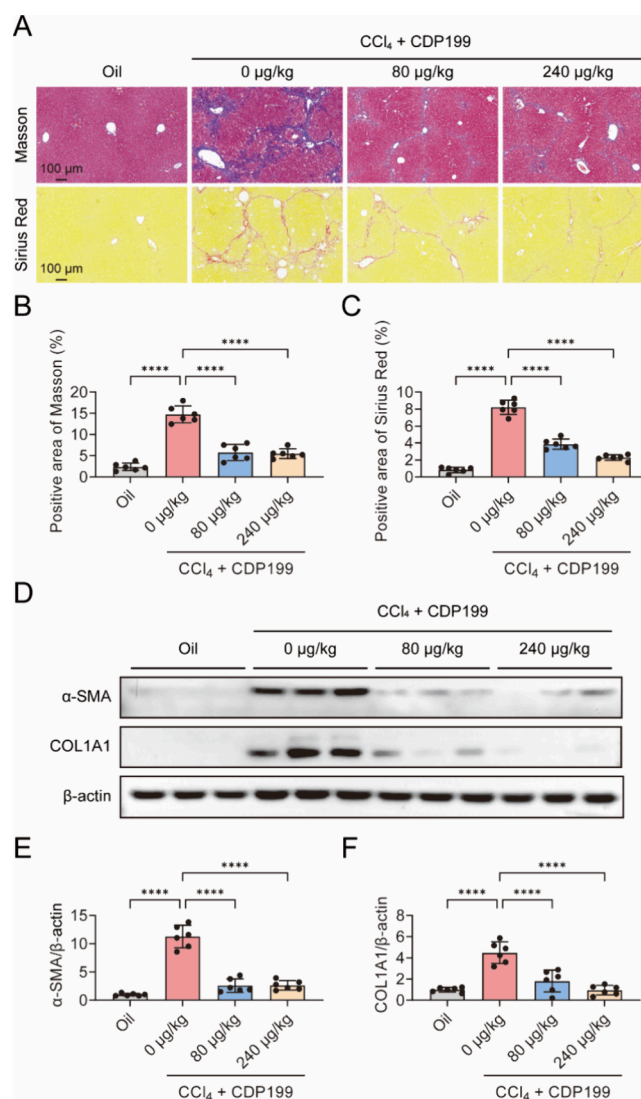 A
CCl₄ + CDP199
Oil
0 µg/kg
80 µg/kg
240 µg/kg
Masson
100 µm
Sirius Red
100 µm
B
Positive area of Masson (%)
20
15
10
5
0
****
**** ****
Oil
0 µg/kg
80 µg/kg
240 µg/kg
CCl₄ + CDP199
C
Positive area of Sirius Red (%)
10
8
6
4
2
0
****
**** ****
Oil
0 µg/kg
80 µg/kg
240 µg/kg
CCl₄ + CDP199
D
CCl₄ + CDP199
Oil
0 µg/kg
80 µg/kg
240 µg/kg
α-SMA
COL1A1
β-actin
E
α-SMA/β-actin
15
10
5
0
****
**** ****
Oil
0 µg/kg
80 µg/kg
240 µg/kg
CCl₄ + CDP199
F
COL1A1/β-actin
8
6
4
2
0
****
**** ****
Oil
0 µg/kg
80 µg/kg
240 µg/kg
CCl₄ + CDP199